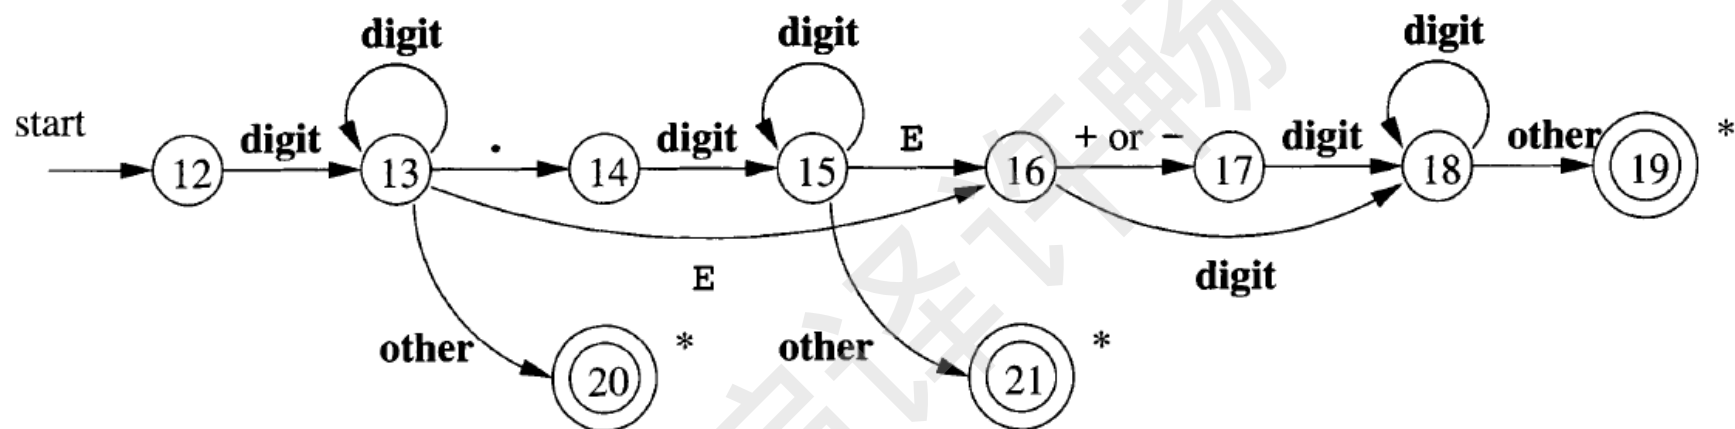 digit digit digit
start digit . digit E + or - digit other *
12 13 14 15 16 17 18 19
E digit
other * other *
20 21